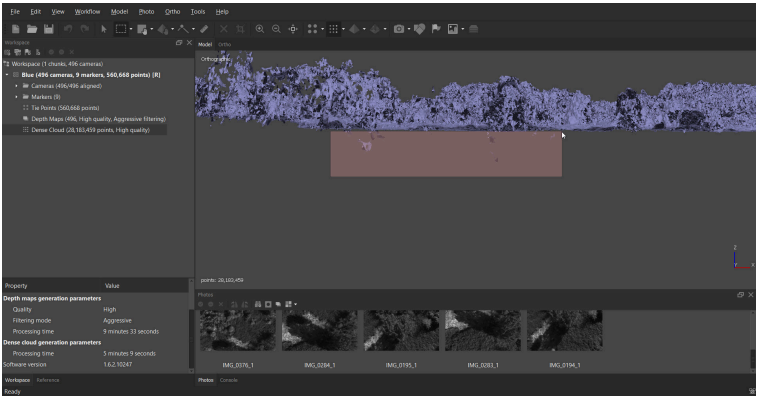 File Edit View Workflow Model Photo Ortho Tools Help
Workspace
Workspace (1 chunks, 496 cameras)
Blue (496 cameras, 9 markers, 560,668 points) [R]
Cameras (496/496 aligned)
Markers (9)
Tie Points (560,668 points)
Depth Maps (496, High quality, Aggressive filtering)
Dense Cloud (28,183,459 points, High quality)
Property Value
Depth maps generation parameters
Quality High
Filtering mode Aggressive
Processing time 9 minutes 33 seconds
Dense cloud generation parameters
Processing time 5 minutes 9 seconds
Software version 1.6.2.10247
Workspace Reference
Ready
Model Ortho
Orthographic
Z
Y X
points: 28,183,459
Photos
IMG_0376_1 IMG_0284_1 IMG_0195_1 IMG_0283_1 IMG_0194_1
Photos Console